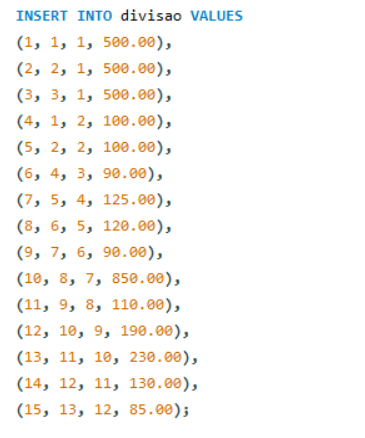 INSERT INTO divisao VALUES
(1, 1, 1, 500.00),
(2, 2, 1, 500.00),
(3, 3, 1, 500.00),
(4, 1, 2, 100.00),
(5, 2, 2, 100.00),
(6, 4, 3, 90.00),
(7, 5, 4, 125.00),
(8, 6, 5, 120.00),
(9, 7, 6, 90.00),
(10, 8, 7, 850.00),
(11, 9, 8, 110.00),
(12, 10, 9, 190.00),
(13, 11, 10, 230.00),
(14, 12, 11, 130.00),
(15, 13, 12, 85.00);